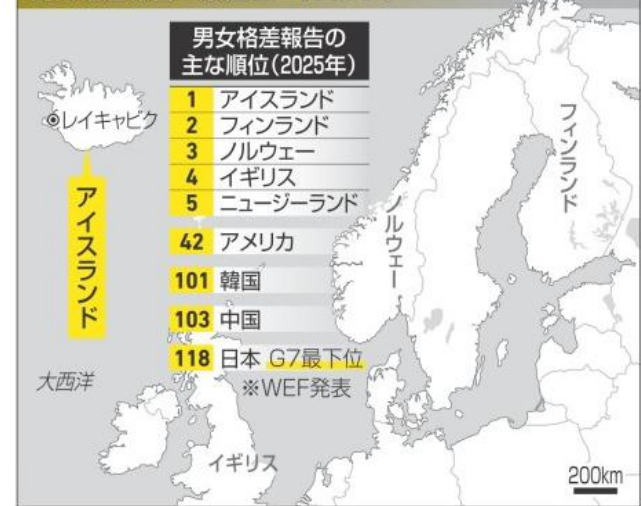 男女格差報告の
主な順位(2025年)
1 アイスランド
2 フィンランド
3 ノルウェー
4 イギリス
5 ニュージーランド
42 アメリカ
101 韓国
103 中国
118 日本 G7最下位
※WEF発表
レイキャビク
アイスランド
大西洋
イギリス
ノルウェー
フィンランド
200km